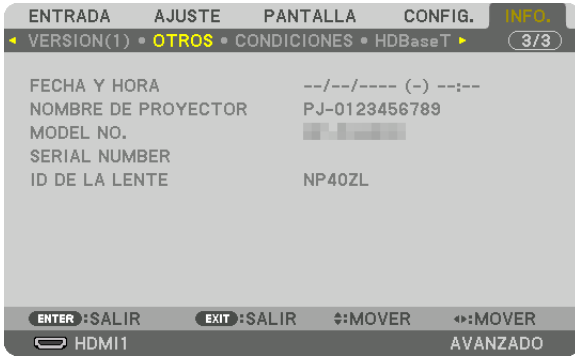 ENTRADA AJUSTE PANTALLA CONFIG. INFO.
VERSION(1) • OTROS • CONDICIONES • HDBaseT 3/3
FECHA Y HORA --/--/---- (-) --:--
NOMBRE DE PROYECTOR PJ-0123456789
MODEL NO.
SERIAL NUMBER
ID DE LA LENTE NP40ZL
ENTER :SALIR EXIT :SALIR :MOVER :MOVER
HDMI1 AVANZADO